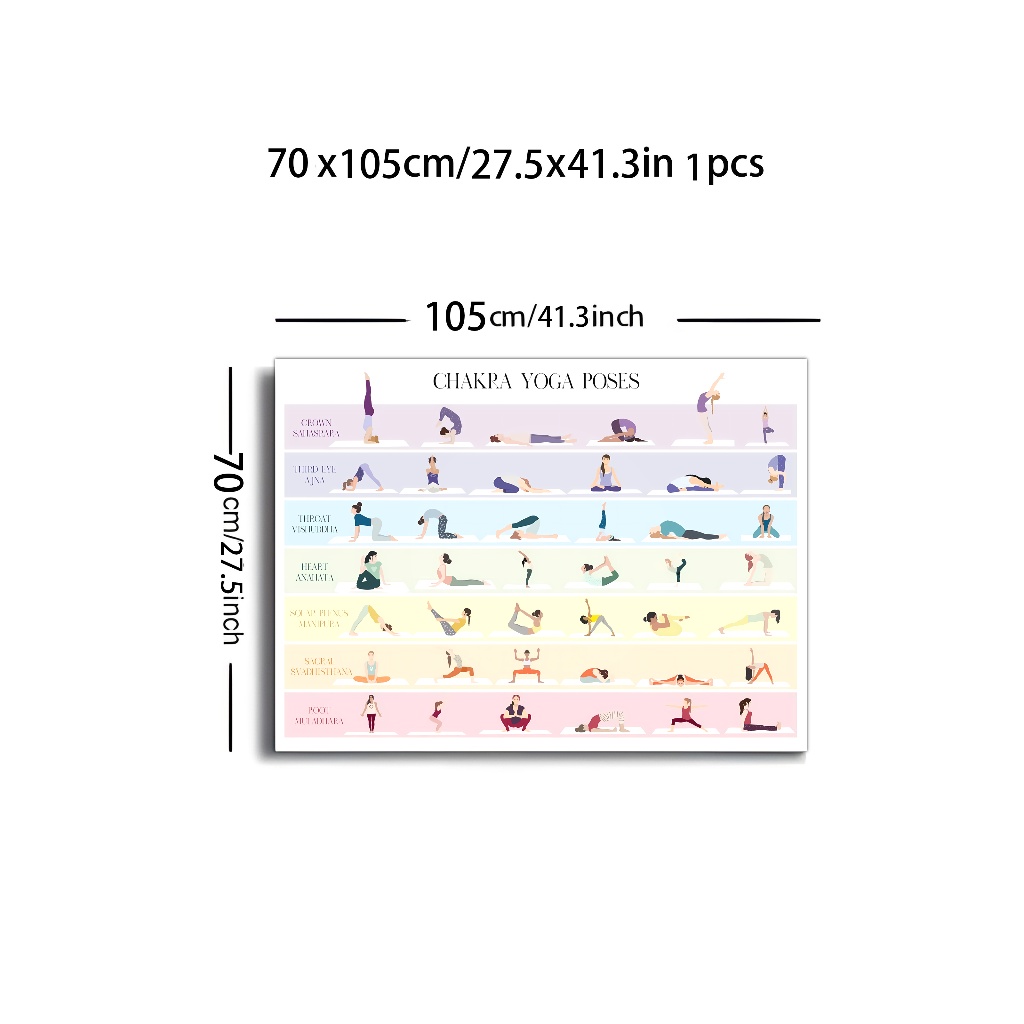 70 x105cm/27.5x41.3in 1pcs
105cm/41.3inch
70cm/27.5inch
CHAKRA YOGA POSES
CROWN
SAHASRARA
THIRD EYE
AJNA
THROAT
VISHUDDHA
HEART
ANAHATA
SOLAR PLEXUS
MANIPURA
SACRAL
SVADHISTHANA
ROOT
MULADHARA